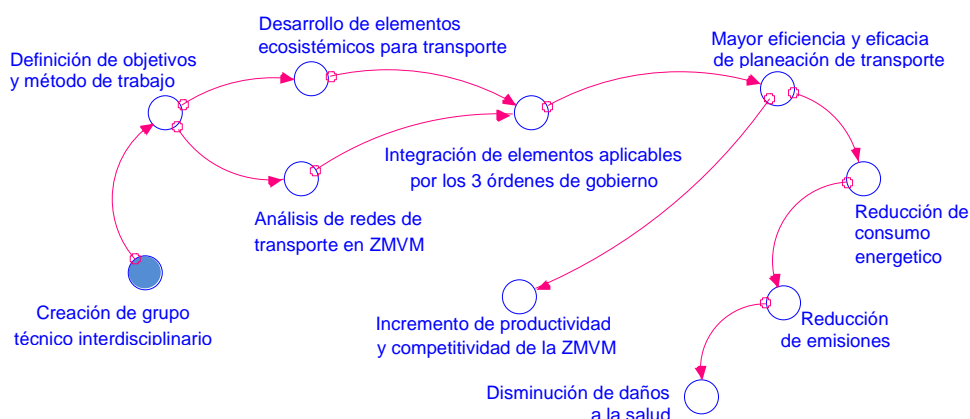 Desarrollo de elementos
ecosistémicos para transporte
Definición de objetivos
y método de trabajo
Mayor eficiencia y eficacia
de planeación de transporte
Integración de elementos aplicables
por los 3 órdenes de gobierno
Análisis de redes de
transporte en ZMVM
Reducción de
consumo
energetico
Creación de grupo
técnico interdisciplinario
Incremento de productividad
y competitividad de la ZMVM
Reducción
de emisiones
Disminución de daños
a la salud